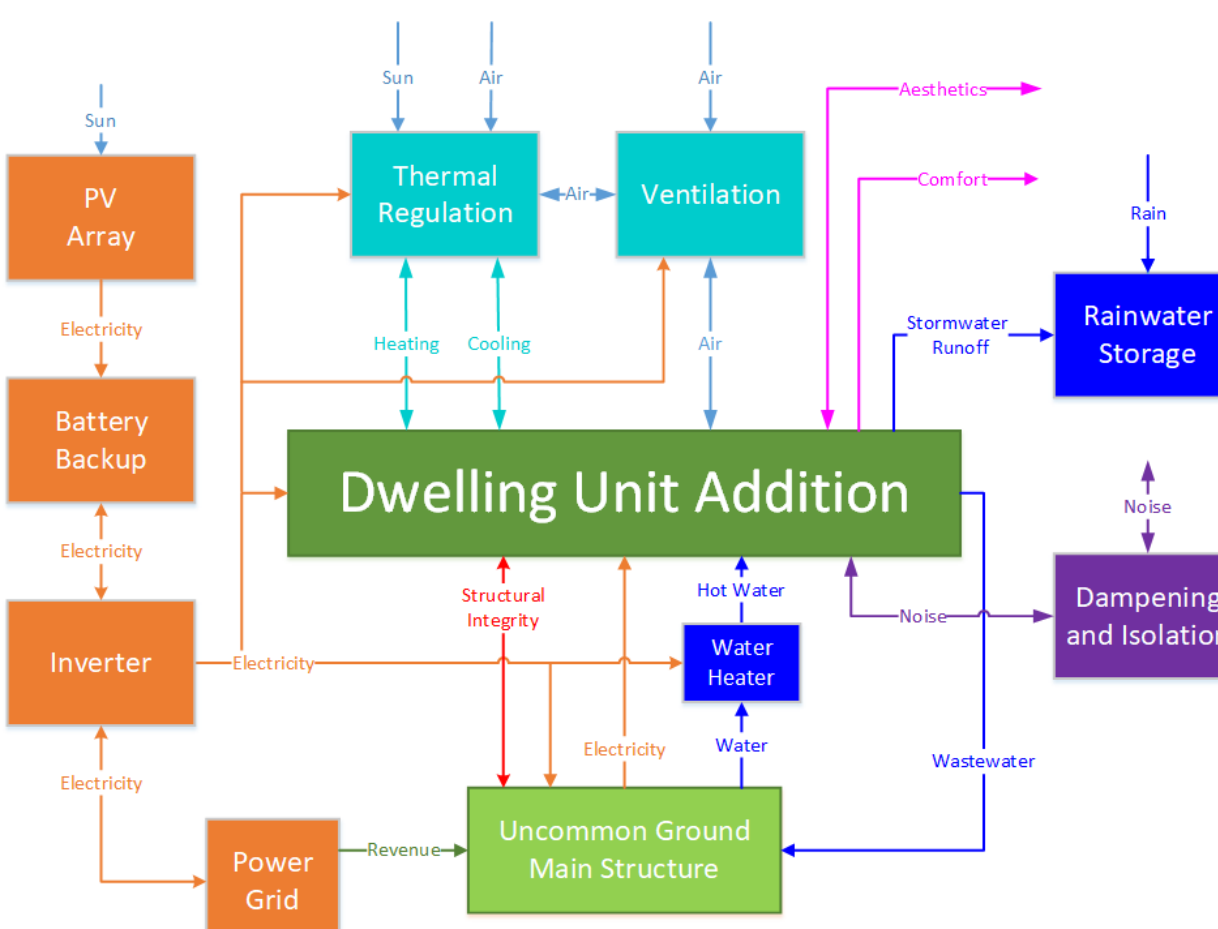 Sun
Air
Air
Aesthetics
Sun
Thermal
Regulation
Air
Ventilation
Comfort
PV
Array
Rain
Electricity
Heating
Cooling
Air
Stormwater
Runoff
Rainwater
Storage
Battery
Backup
Dwelling Unit Addition
Noise
Electricity
Structural
Integrity
Hot Water
Noise
Dampening
and Isolation
Inverter
Electricity
Water
Heater
Electricity
Electricity
Water
Wastewater
Power
Grid
Revenue
Uncommon Ground
Main Structure